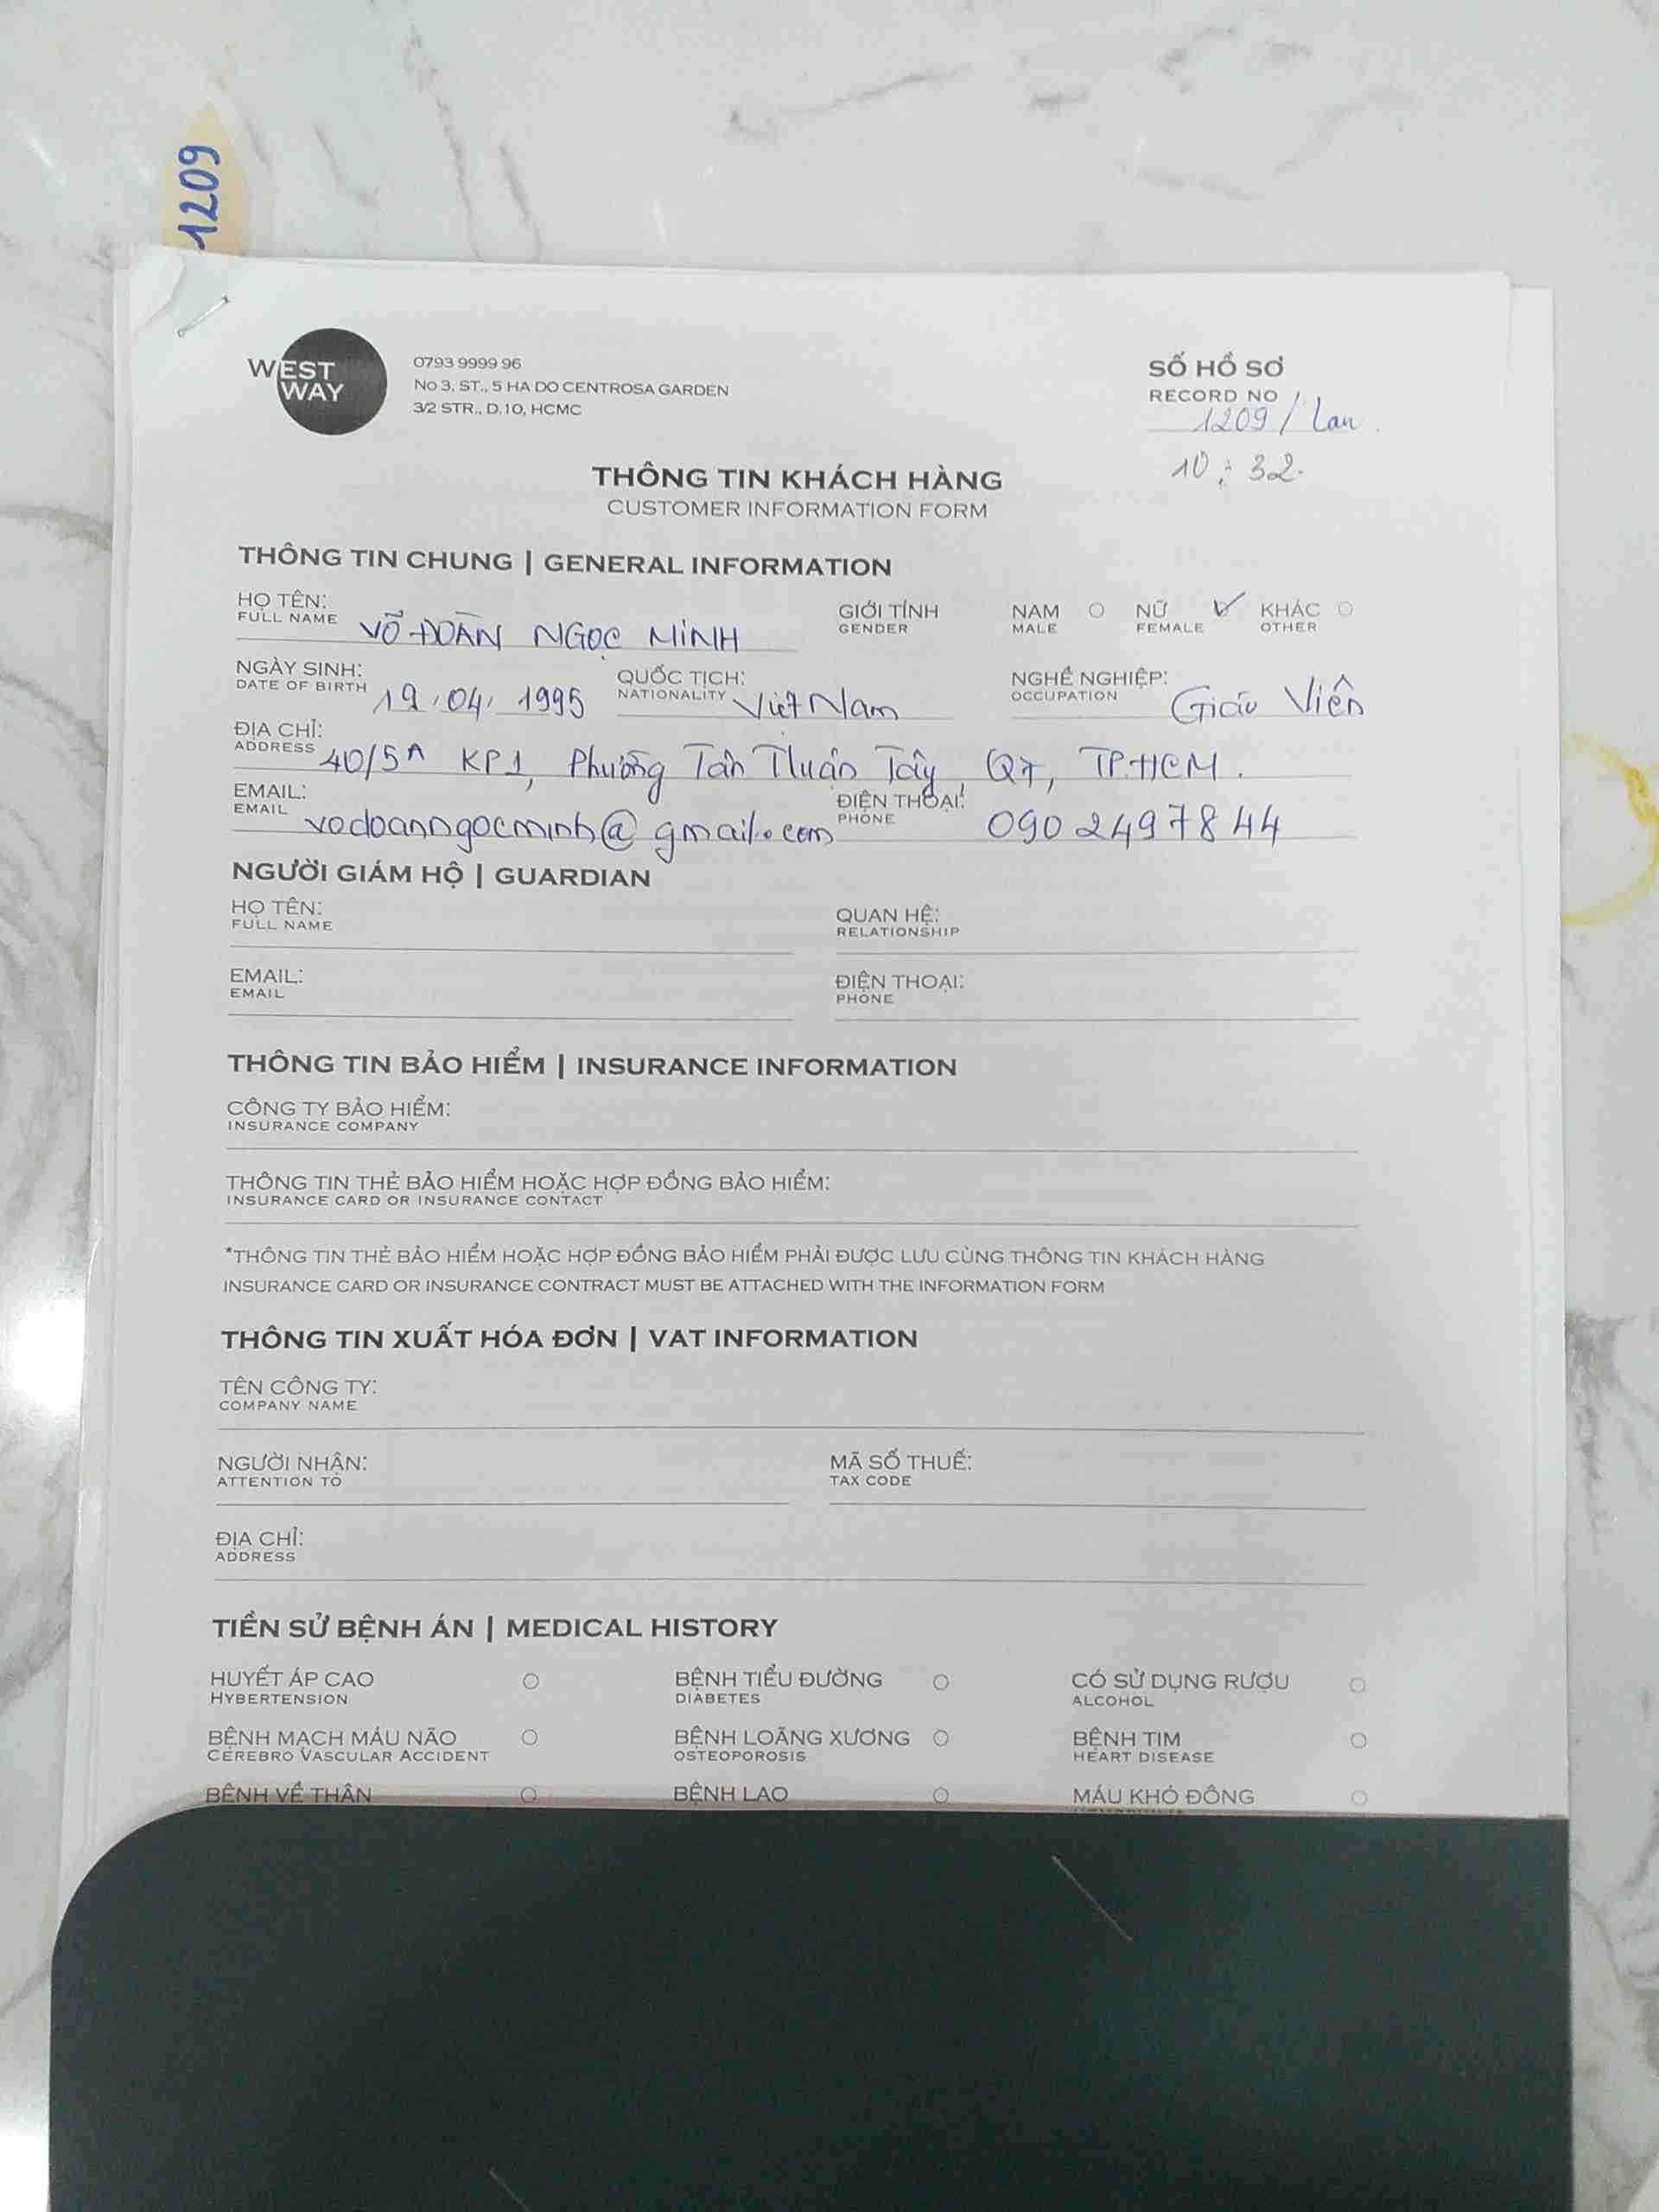 1209
WEST
WAY
0793 9999 96
No 3, ST., 5 HA DO CENTROSA GARDEN
3/2 STR., D.10, HCMC
SỐ HỒ SƠ
RECORD NO
1209 / Lan
10 : 32.
THÔNG TIN KHÁCH HÀNG
CUSTOMER INFORMATION FORM
THÔNG TIN CHUNG | GENERAL INFORMATION
HỌ TÊN: VÕ ĐOÀN NGỌC MINH GIỚI TÍNH NAM NỮ KHÁC
FULL NAME GENDER MALE FEMALE OTHER
NGÀY SINH: 19.04.1995 QUỐC TỊCH: Việt Nam NGHỀ NGHIỆP: Giáo Viên
DATE OF BIRTH NATIONALITY OCCUPATION
ĐỊA CHỈ: 40/5A KP1, Phường Tân Thuận Tây, Q7, TP.HCM.
ADDRESS
EMAIL: vodoanngocminh@gmail.com ĐIỆN THOẠI: 0902497844
EMAIL PHONE
NGƯỜI GIÁM HỘ | GUARDIAN
HỌ TÊN: QUAN HỆ:
FULL NAME RELATIONSHIP
EMAIL: ĐIỆN THOẠI:
EMAIL PHONE
THÔNG TIN BẢO HIỂM | INSURANCE INFORMATION
CÔNG TY BẢO HIỂM:
INSURANCE COMPANY
THÔNG TIN THẺ BẢO HIỂM HOẶC HỢP ĐỒNG BẢO HIỂM:
INSURANCE CARD OR INSURANCE CONTACT
*THÔNG TIN THẺ BẢO HIỂM HOẶC HỢP ĐỒNG BẢO HIỂM PHẢI ĐƯỢC LƯU CÙNG THÔNG TIN KHÁCH HÀNG
INSURANCE CARD OR INSURANCE CONTRACT MUST BE ATTACHED WITH THE INFORMATION FORM
THÔNG TIN XUẤT HÓA ĐƠN | VAT INFORMATION
TÊN CÔNG TY:
COMPANY NAME
NGƯỜI NHẬN: MÃ SỐ THUẾ:
ATTENTION TO TAX CODE
ĐỊA CHỈ:
ADDRESS
TIỀN SỬ BỆNH ÁN | MEDICAL HISTORY
HUYẾT ÁP CAO BỆNH TIỂU ĐƯỜNG CÓ SỬ DỤNG RƯỢU
HYBERTENSION DIABETES ALCOHOL
BỆNH MẠCH MÁU NÃO BỆNH LOÃNG XƯƠNG BỆNH TIM
CEREBRO VASCULAR ACCIDENT OSTEOPOROSIS HEART DISEASE
BỆNH VỀ THẬN BỆNH LAO MÁU KHÓ ĐÔNG